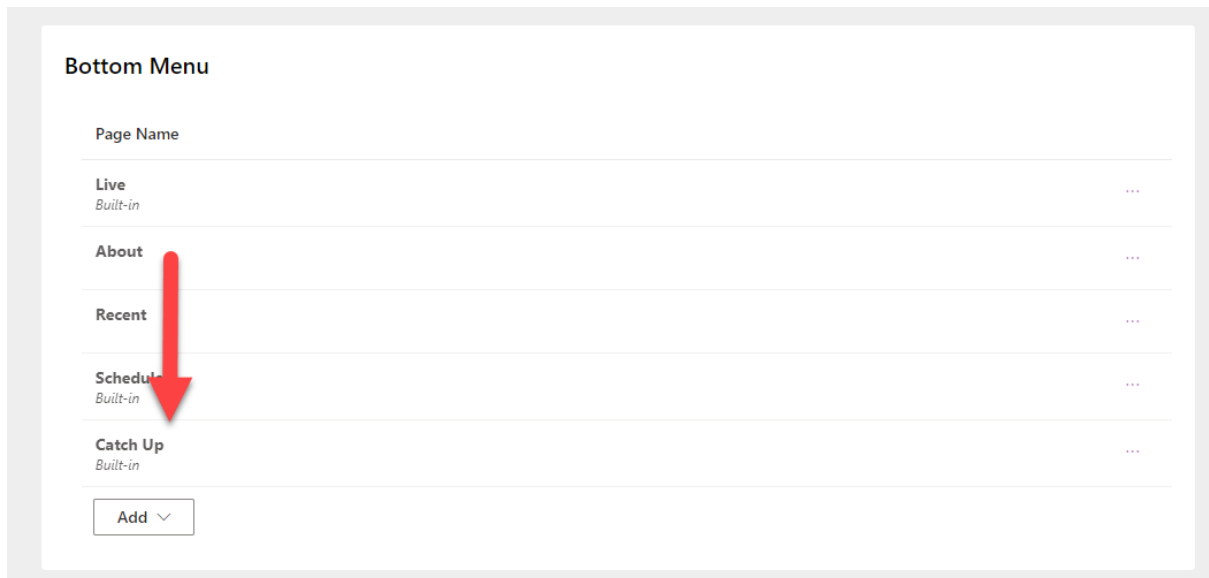 Bottom Menu
Page Name
Live
Built-in
...
About
...
Recent
...
Schedule
Built-in
...
Catch Up
Built-in
...
Add